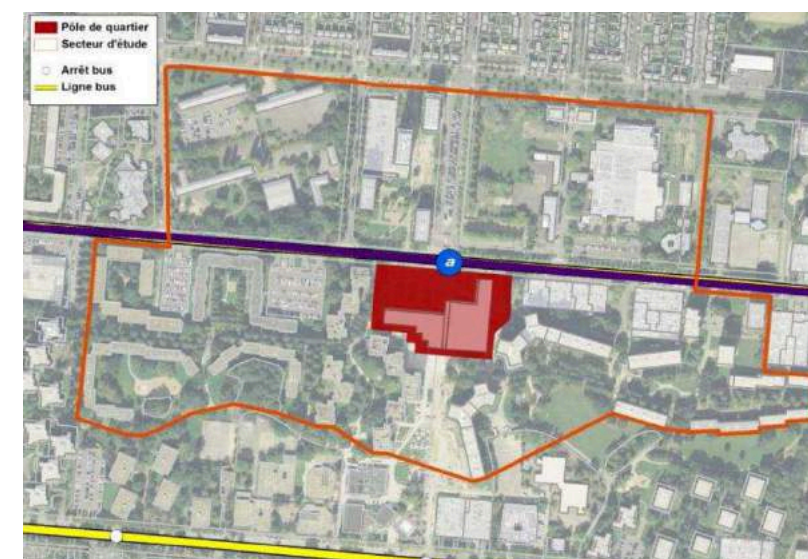 Pôle de quartier
Secteur d'étude
Arrêt bus
Ligne bus
a